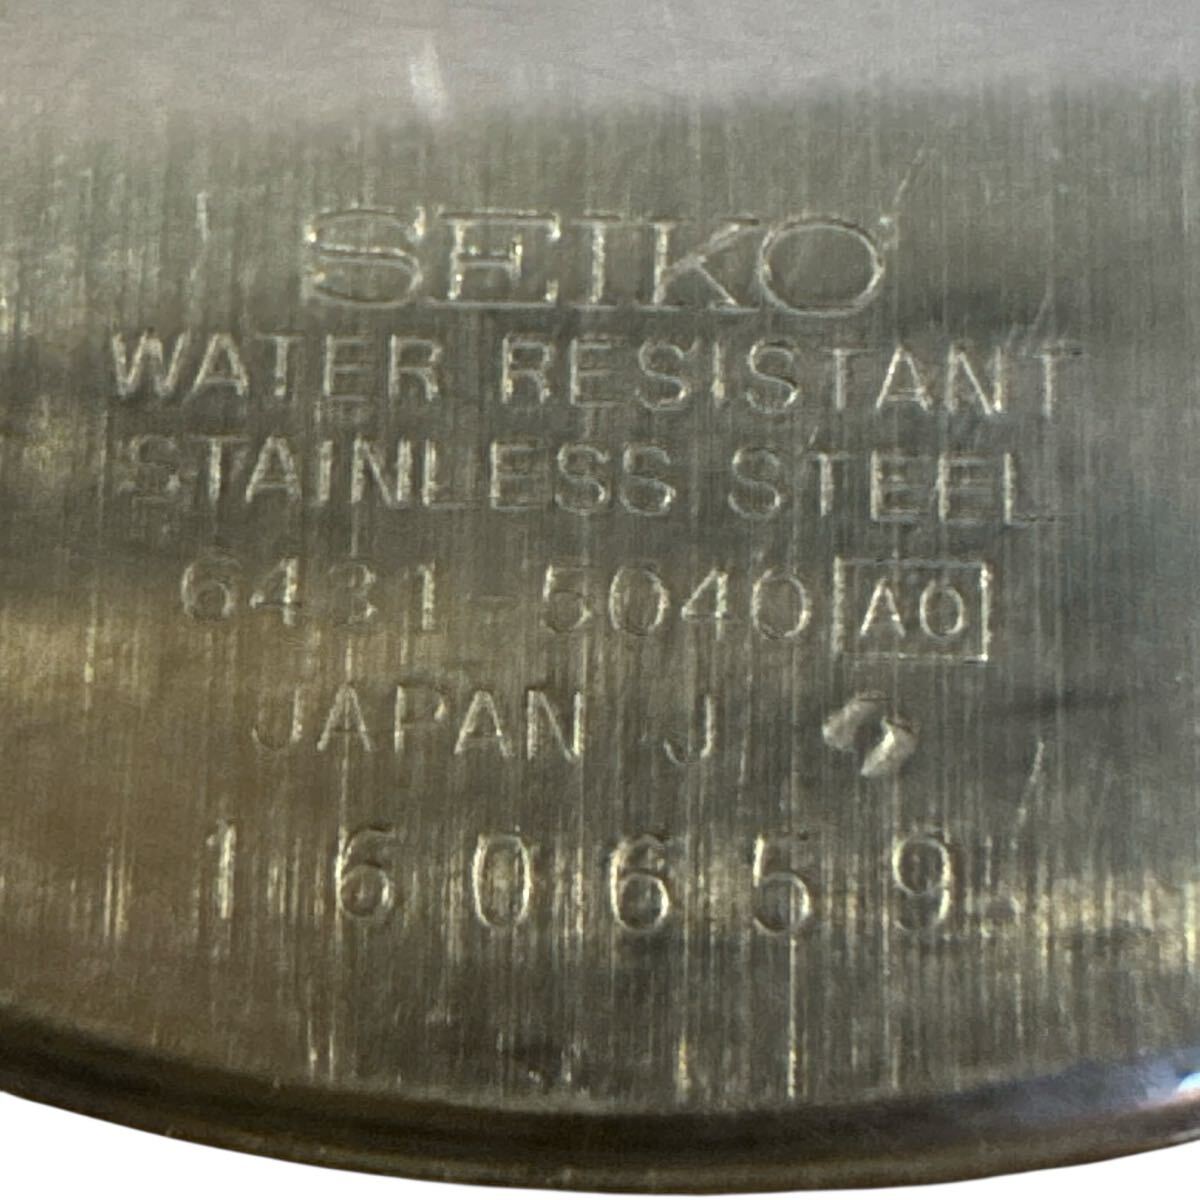 SEIKO
WATER RESISTANT
STAINLESS STEEL
6431-5040 A0
JAPAN J
160659